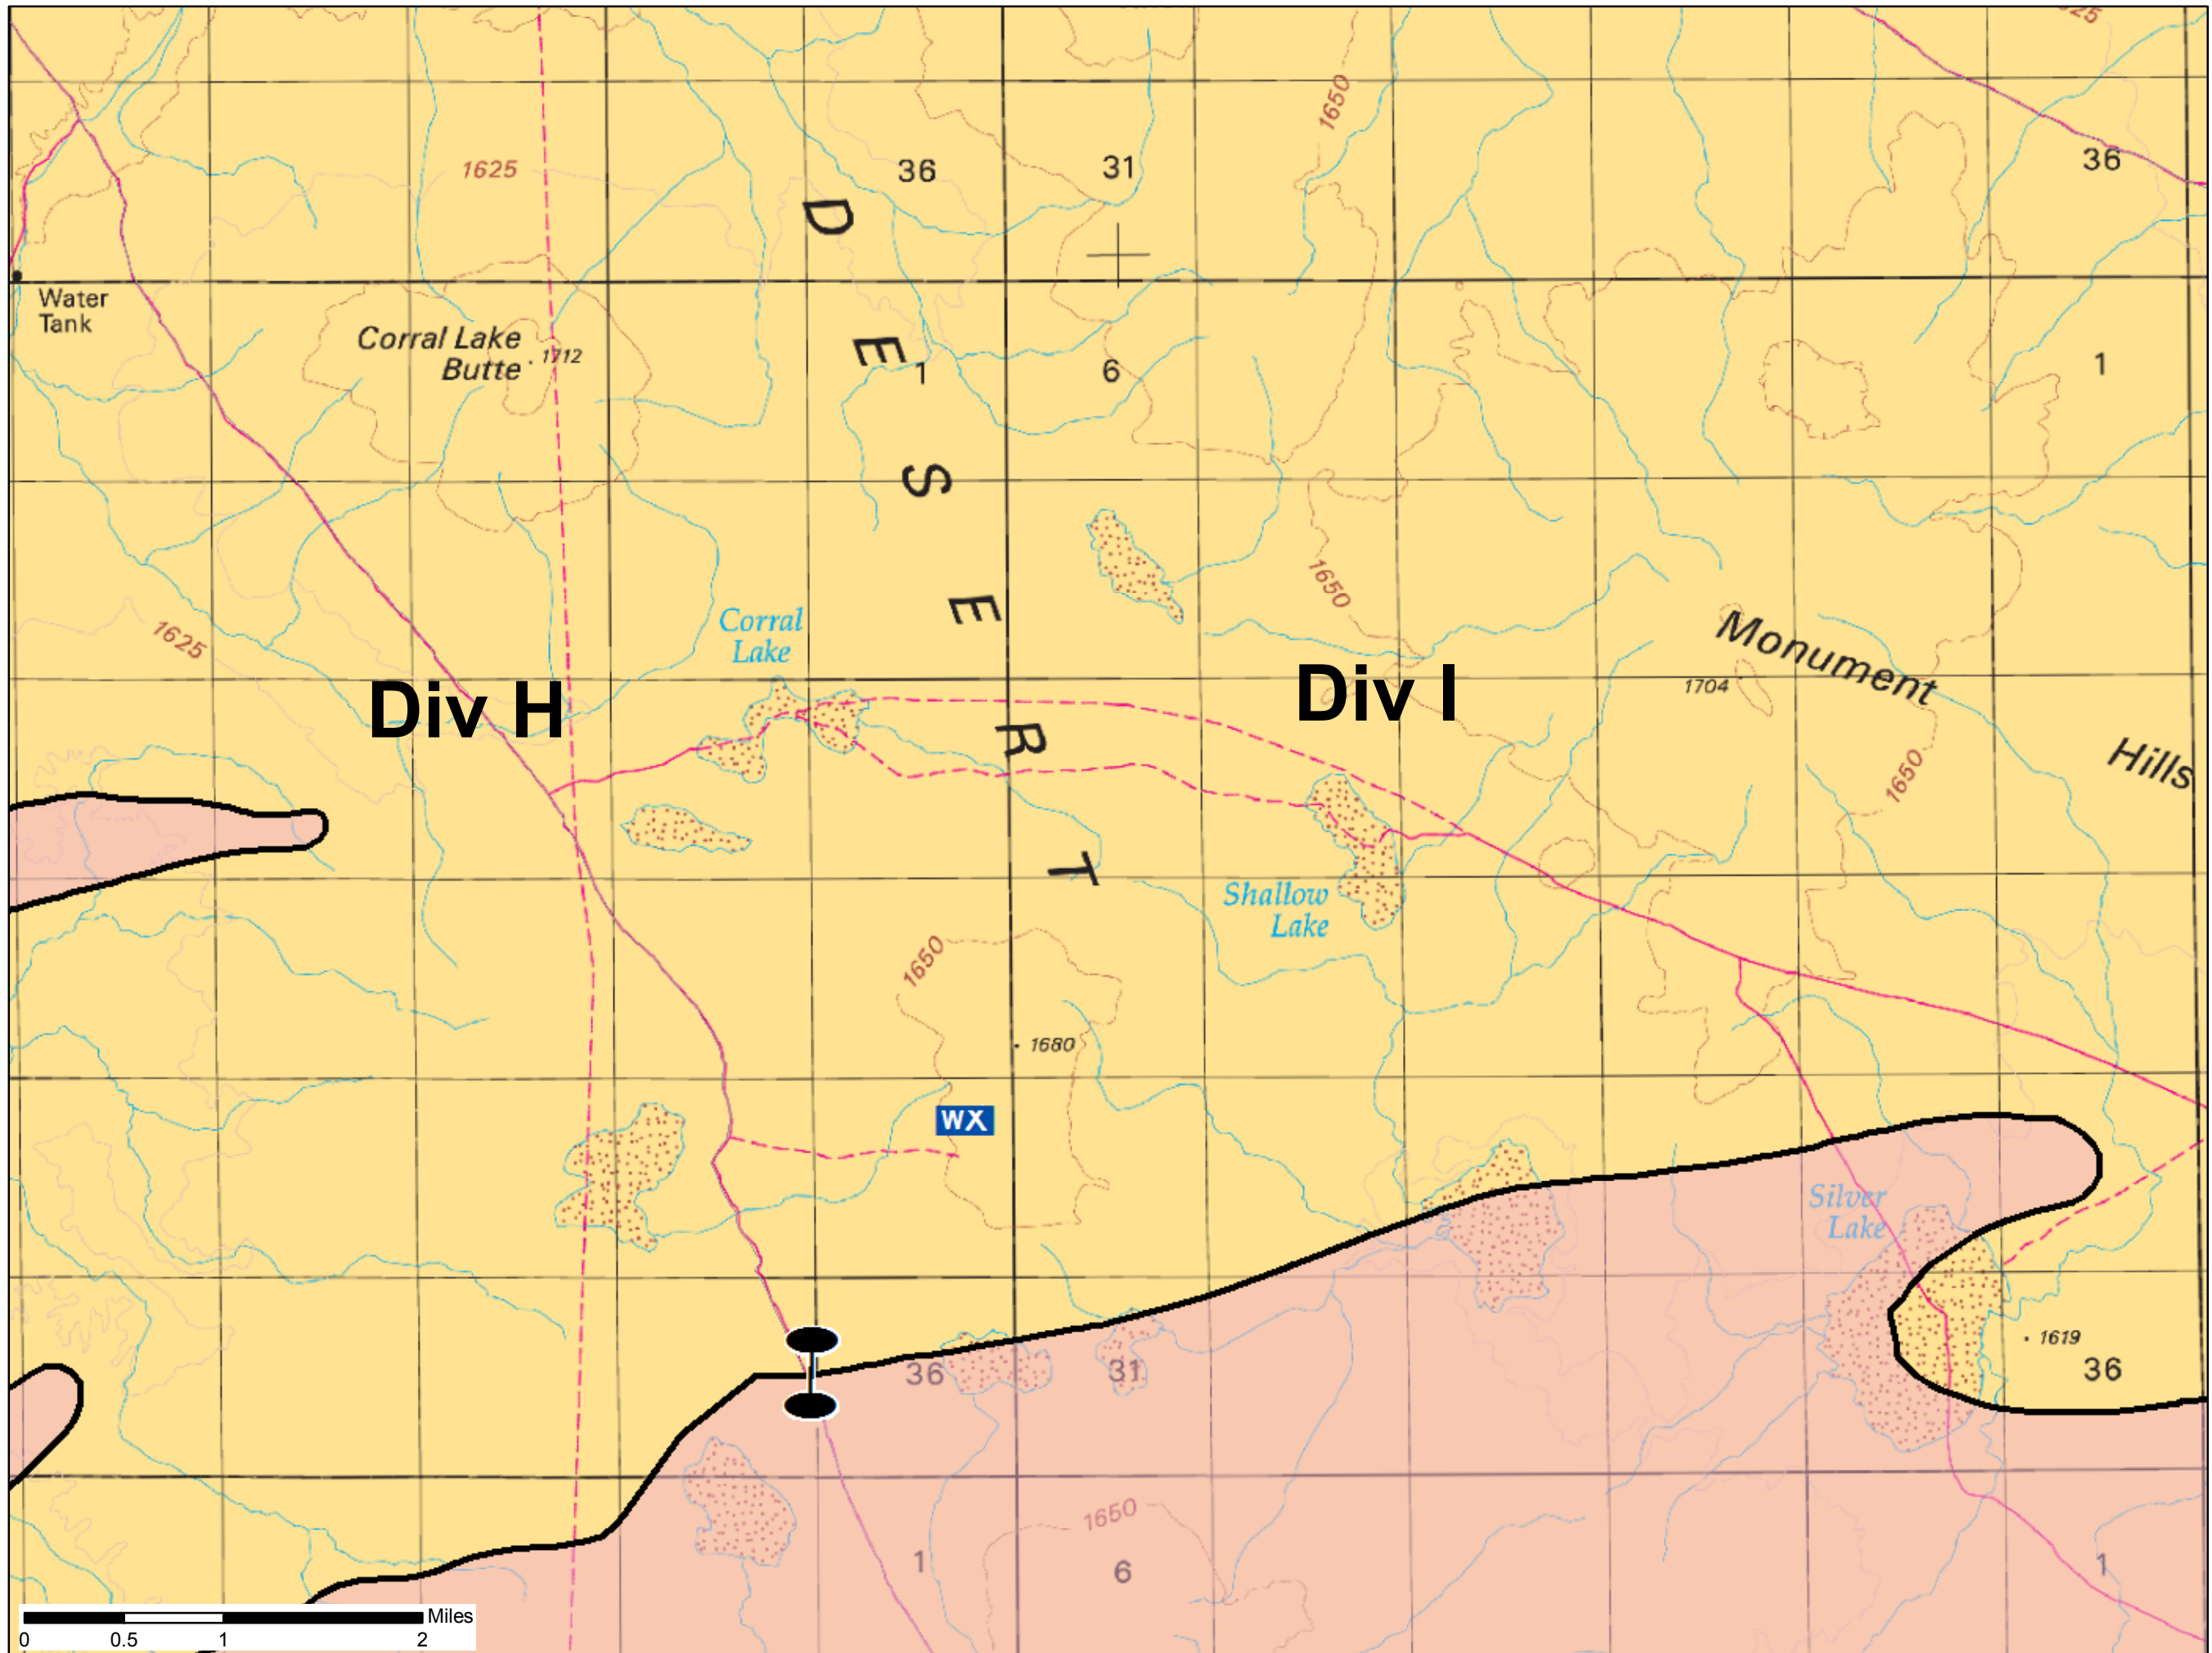 1650
36
31
36
1625
D
Water
Tank
Corral Lake
Butte
1712
E
1
6
1
S
1650
E
Corral
Lake
1625
Monument
1704
Div H
Div I
R
Hills
1650
T
Shallow
Lake
1650
1680
WX
Silver
Lake
1619
36
31
36
1650
1
6
1
Miles
0
0.5
1
2